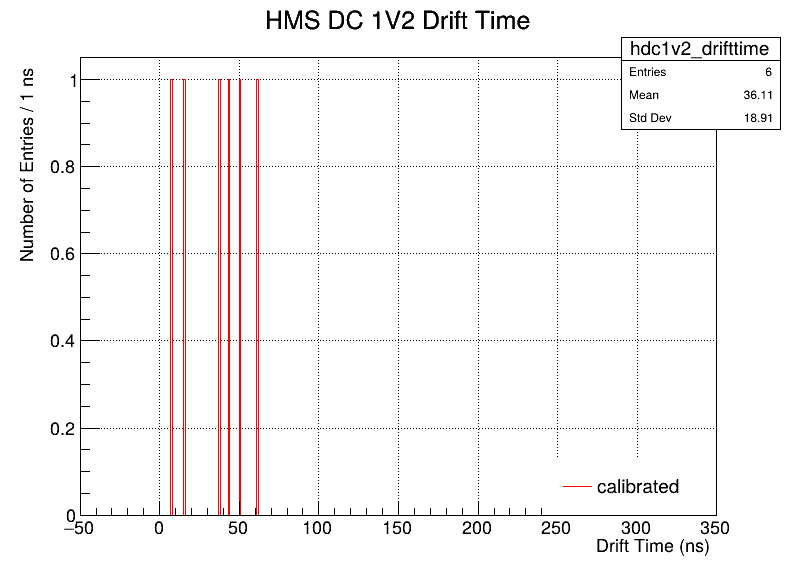 HMS DC 1V2 Drift Time
hdc1v2_drifttime
Entries 6
Mean 36.11
Std Dev 18.91
Number of Entries / 1 ns
1
0.8
0.6
0.4
0.2
0
−50 0 50 100 150 200 250 300 350
Drift Time (ns)
calibrated